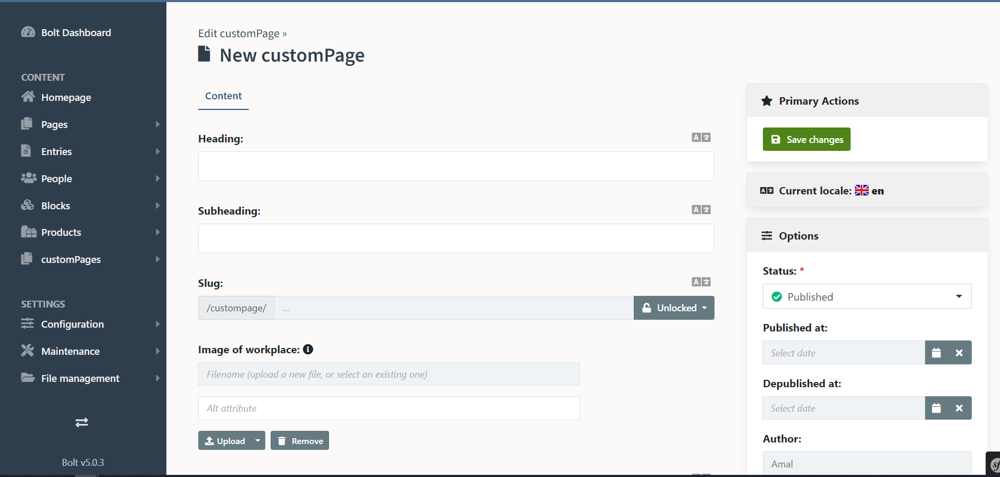 Bolt Dashboard
CONTENT
Homepage
Pages
Entries
People
Blocks
Products
customPages
SETTINGS
Configuration
Maintenance
File management
Bolt v5.0.3
Edit customPage »
New customPage
Content
Heading:
Subheading:
Slug:
/custompage/ ...
Unlocked
Image of workplace:
Filename (upload a new file, or select an existing one)
Alt attribute
Upload
Remove
Primary Actions
Save changes
Current locale: en
Options
Status: *
Published
Published at:
Select date
Depublished at:
Select date
Author:
Amal